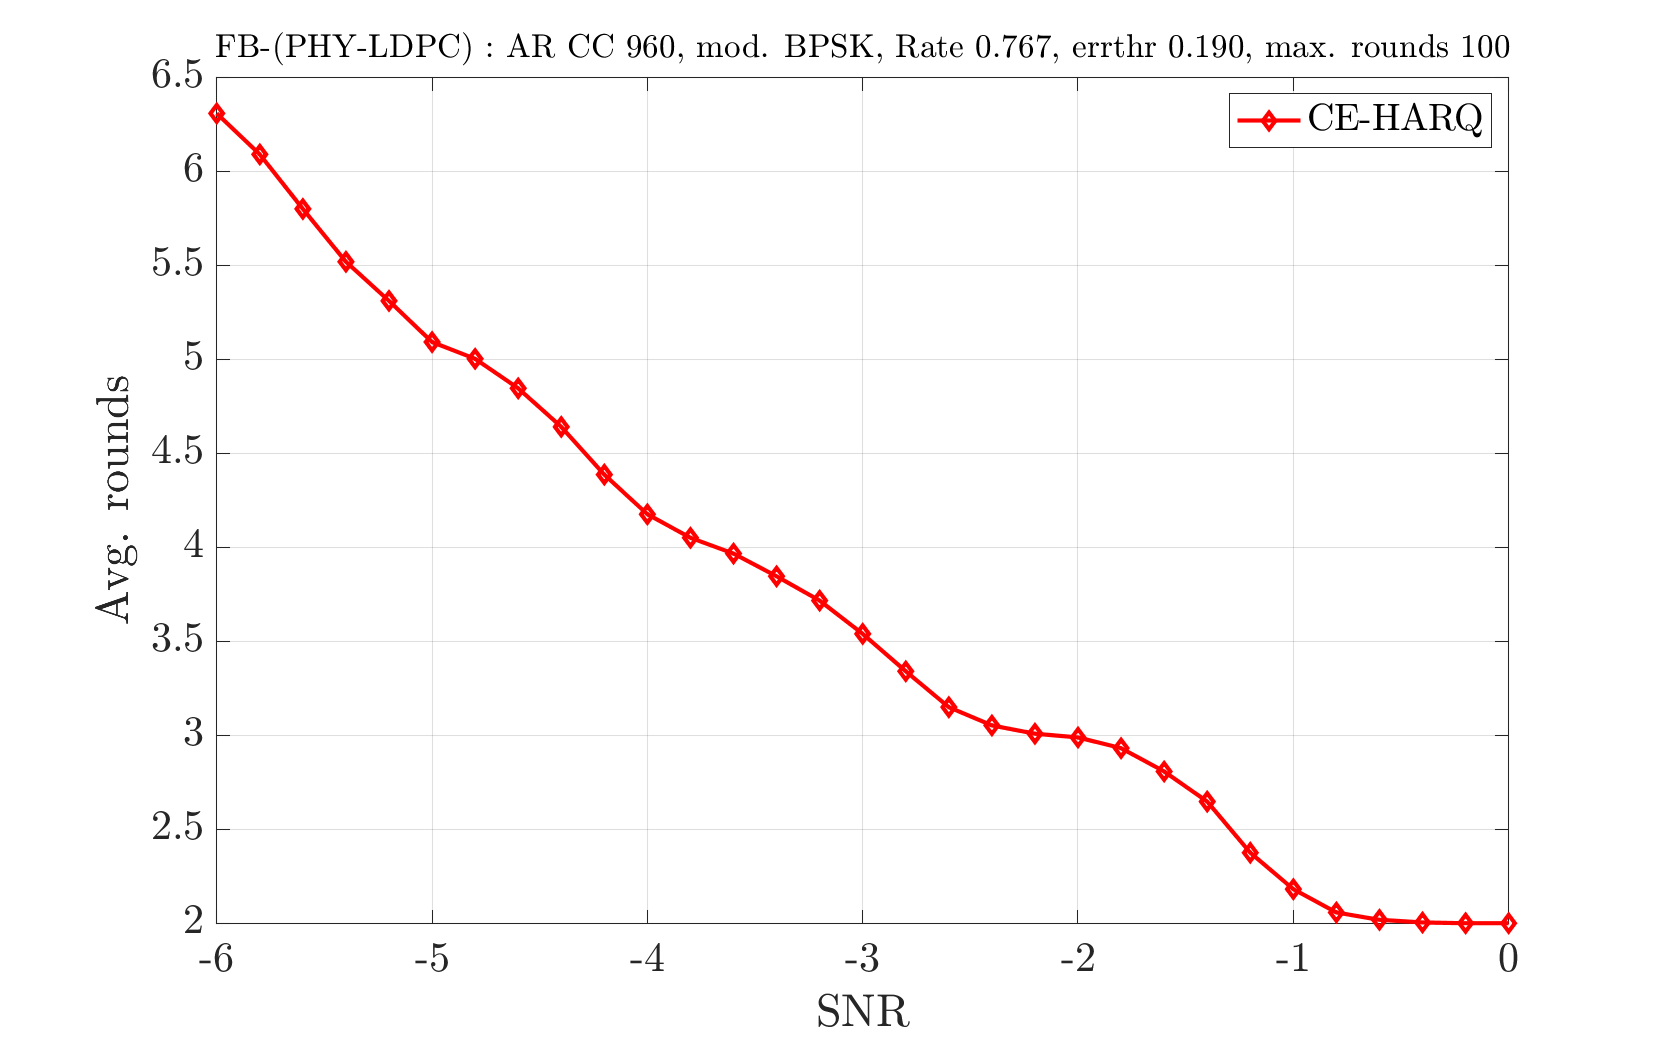 FB-(PHY-LDPC) : AR CC 960, mod. BPSK, Rate 0.767, errthr 0.190, max. rounds 100
CE-HARQ
6.5
6
5.5
5
4.5
4
3.5
3
2.5
2
Avg. rounds
-6 -5 -4 -3 -2 -1 0
SNR